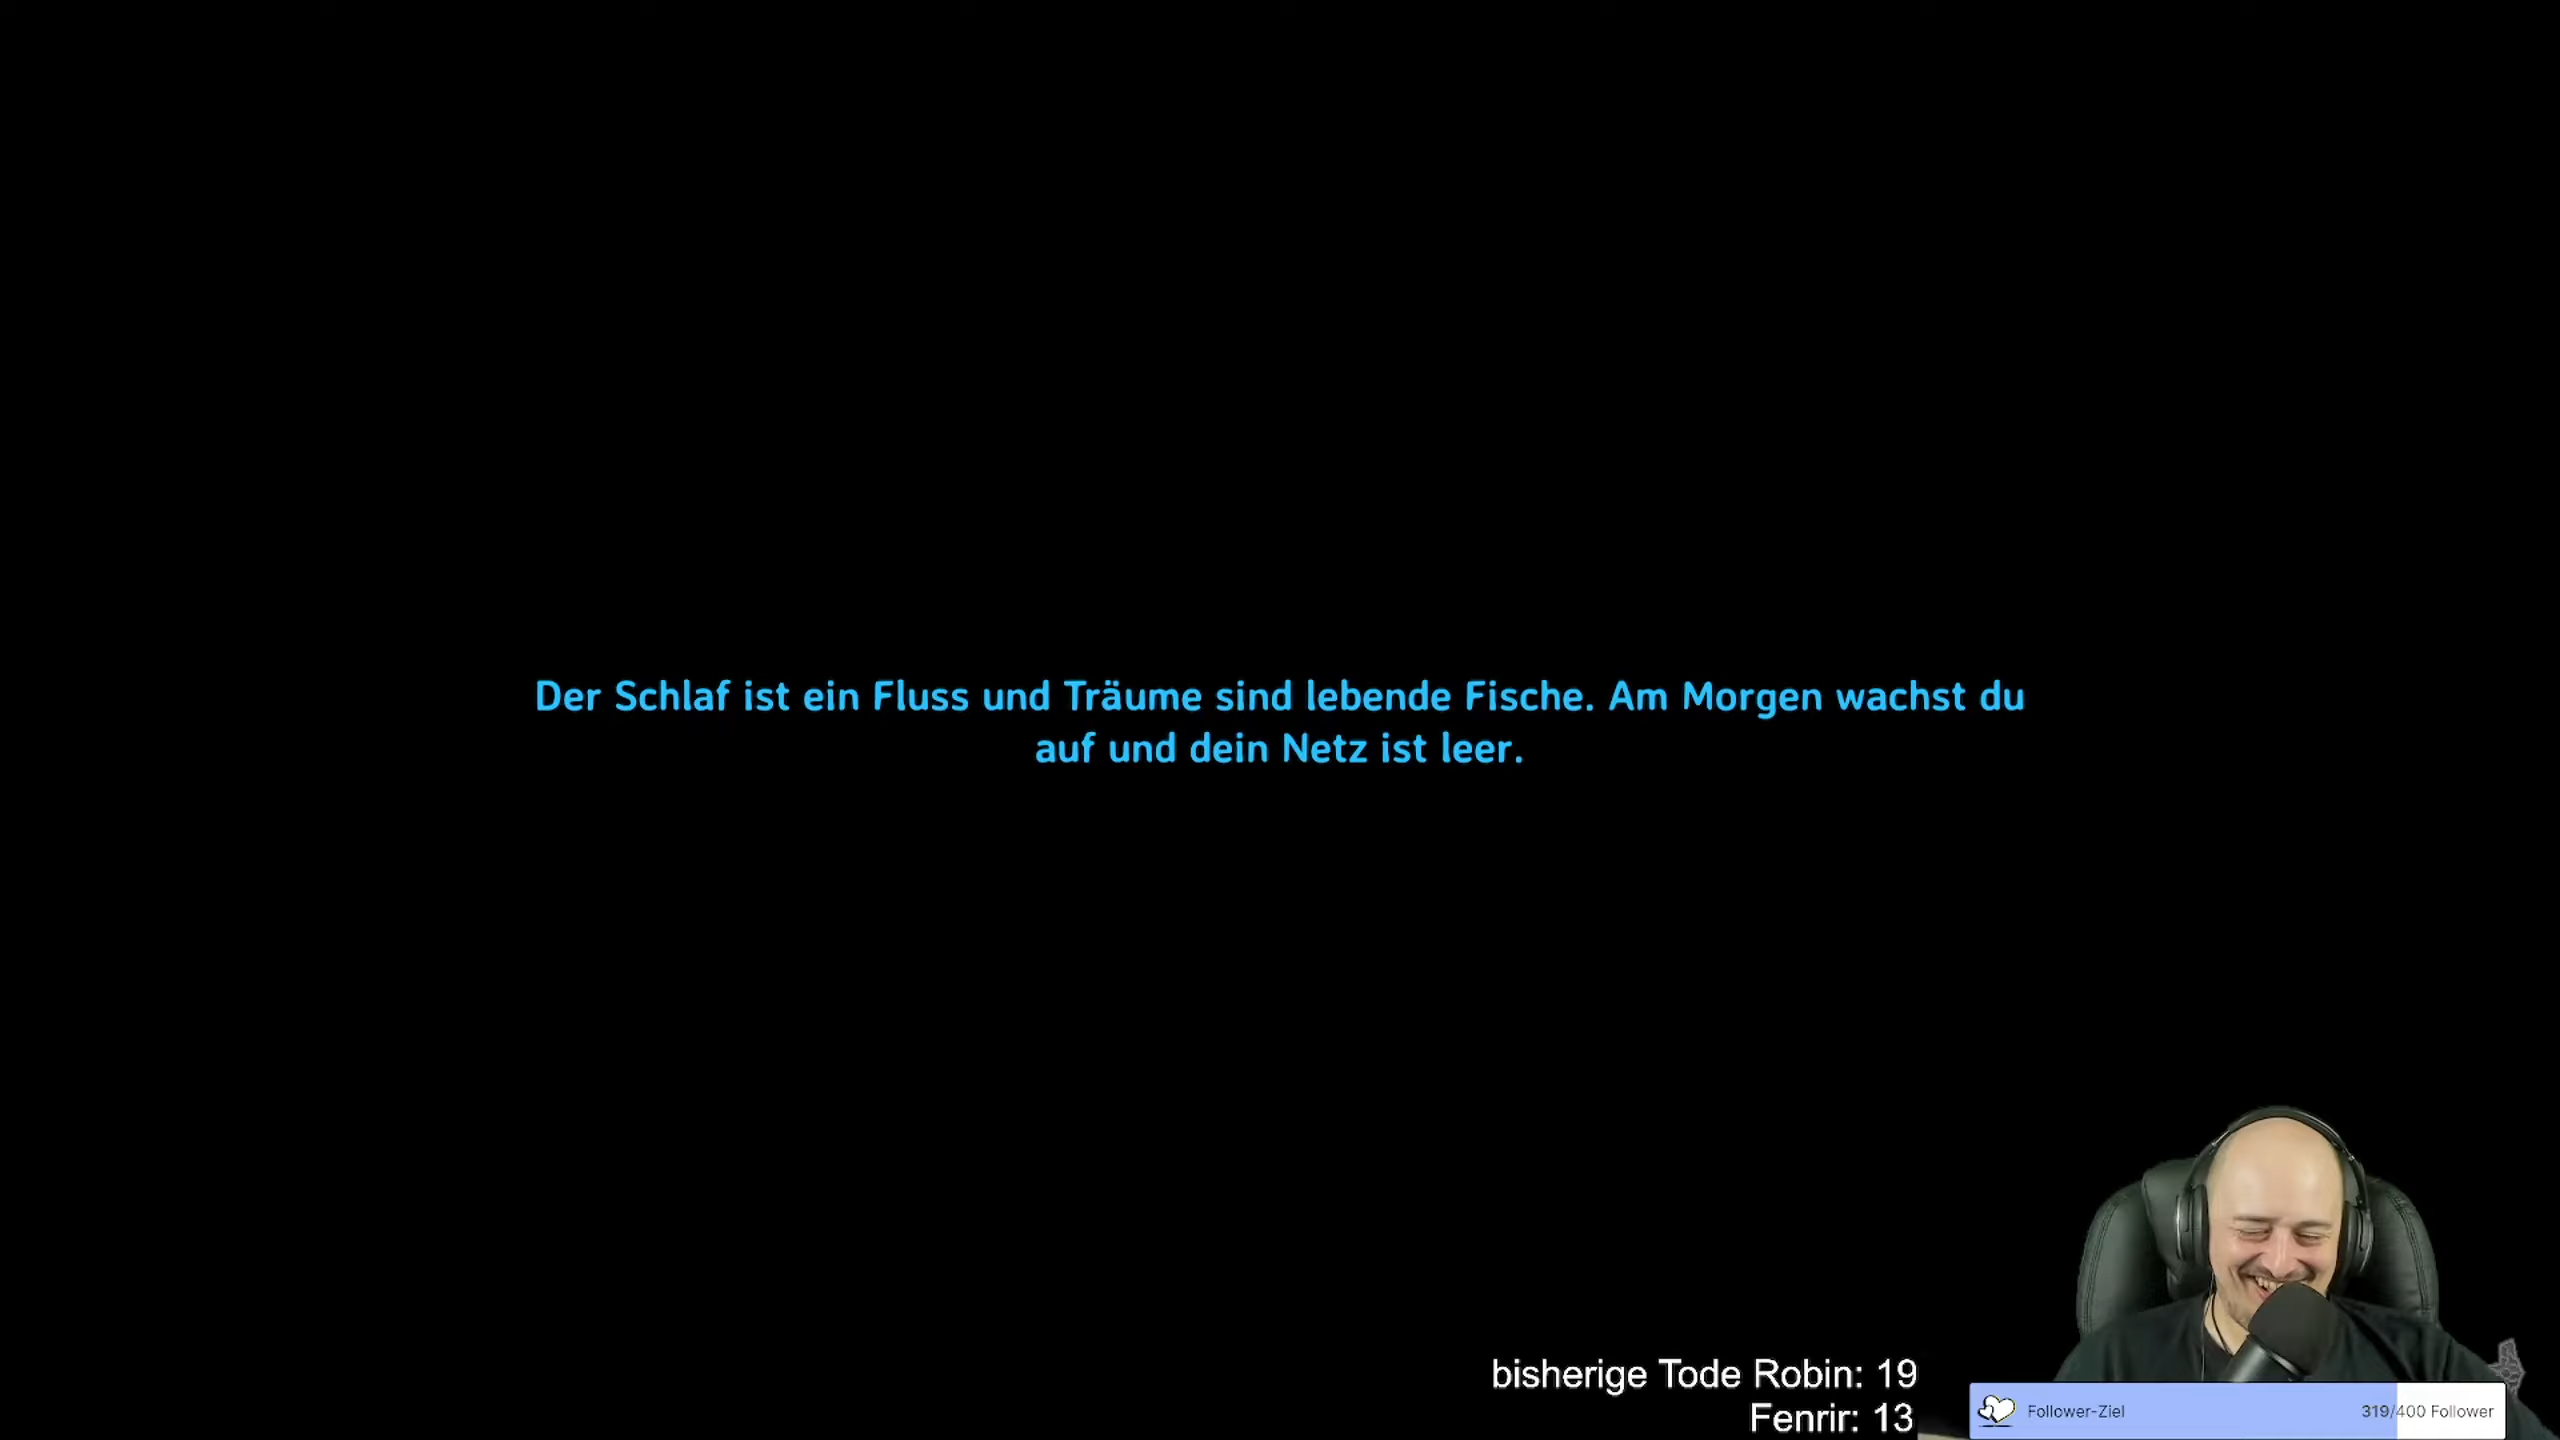 Der Schlaf ist ein Fluss und Träume sind lebende Fische. Am Morgen wachst du
auf und dein Netz ist leer.
bisherige Tode Robin: 19
Fenrir: 13
Follower-Ziel
319/400 Follower